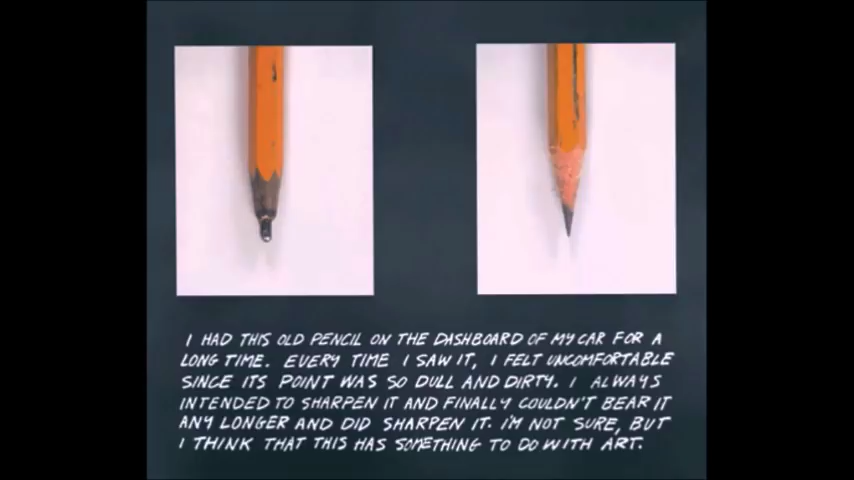 I HAD THIS OLD PENCIL ON THE DASHBOARD OF MY CAR FOR A
LONG TIME. EVERY TIME I SAW IT, I FELT UNCOMFORTABLE
SINCE ITS POINT WAS SO DULL AND DIRTY. I ALWAYS
INTENDED TO SHARPEN IT AND FINALLY COULDN'T BEAR IT
ANY LONGER AND DID SHARPEN IT. I'M NOT SURE, BUT
I THINK THAT THIS HAS SOMETHING TO DO WITH ART.